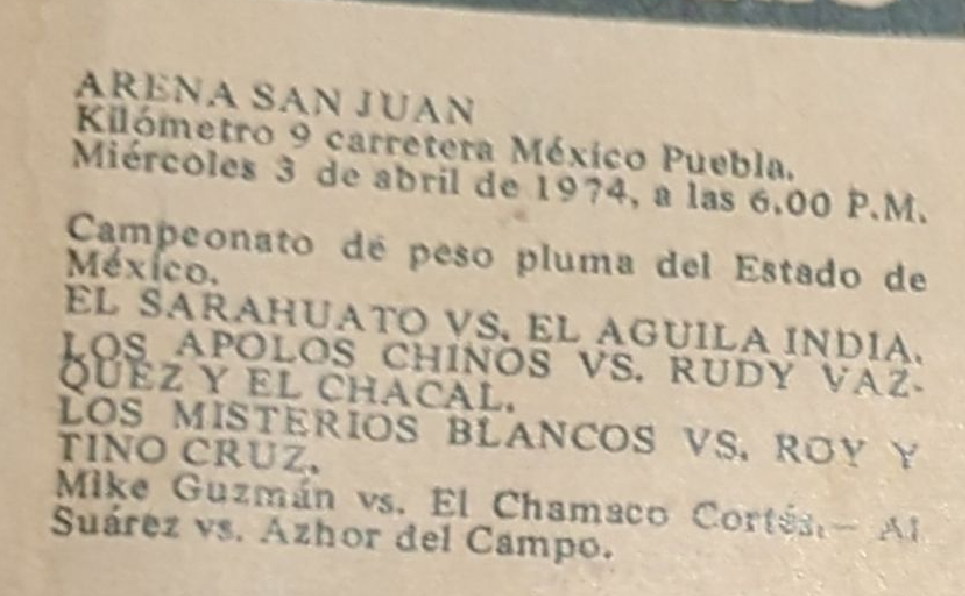 ARENA SAN JUAN
Kilómetro 9 carretera México Puebla.
Miércoles 3 de abril de 1974, a las 6.00 P.M.
Campeonato de peso pluma del Estado de
México.
EL SARAHUATO VS. EL AGUILA INDIA.
LOS APOLOS CHINOS VS. RUDY VAZ-
QUEZ Y EL CHACAL.
LOS MISTERIOS BLANCOS VS. ROY Y
TINO CRUZ.
Mike Guzmán vs. El Chamaco Cortés.— Al
Suárez vs. Azhor del Campo.